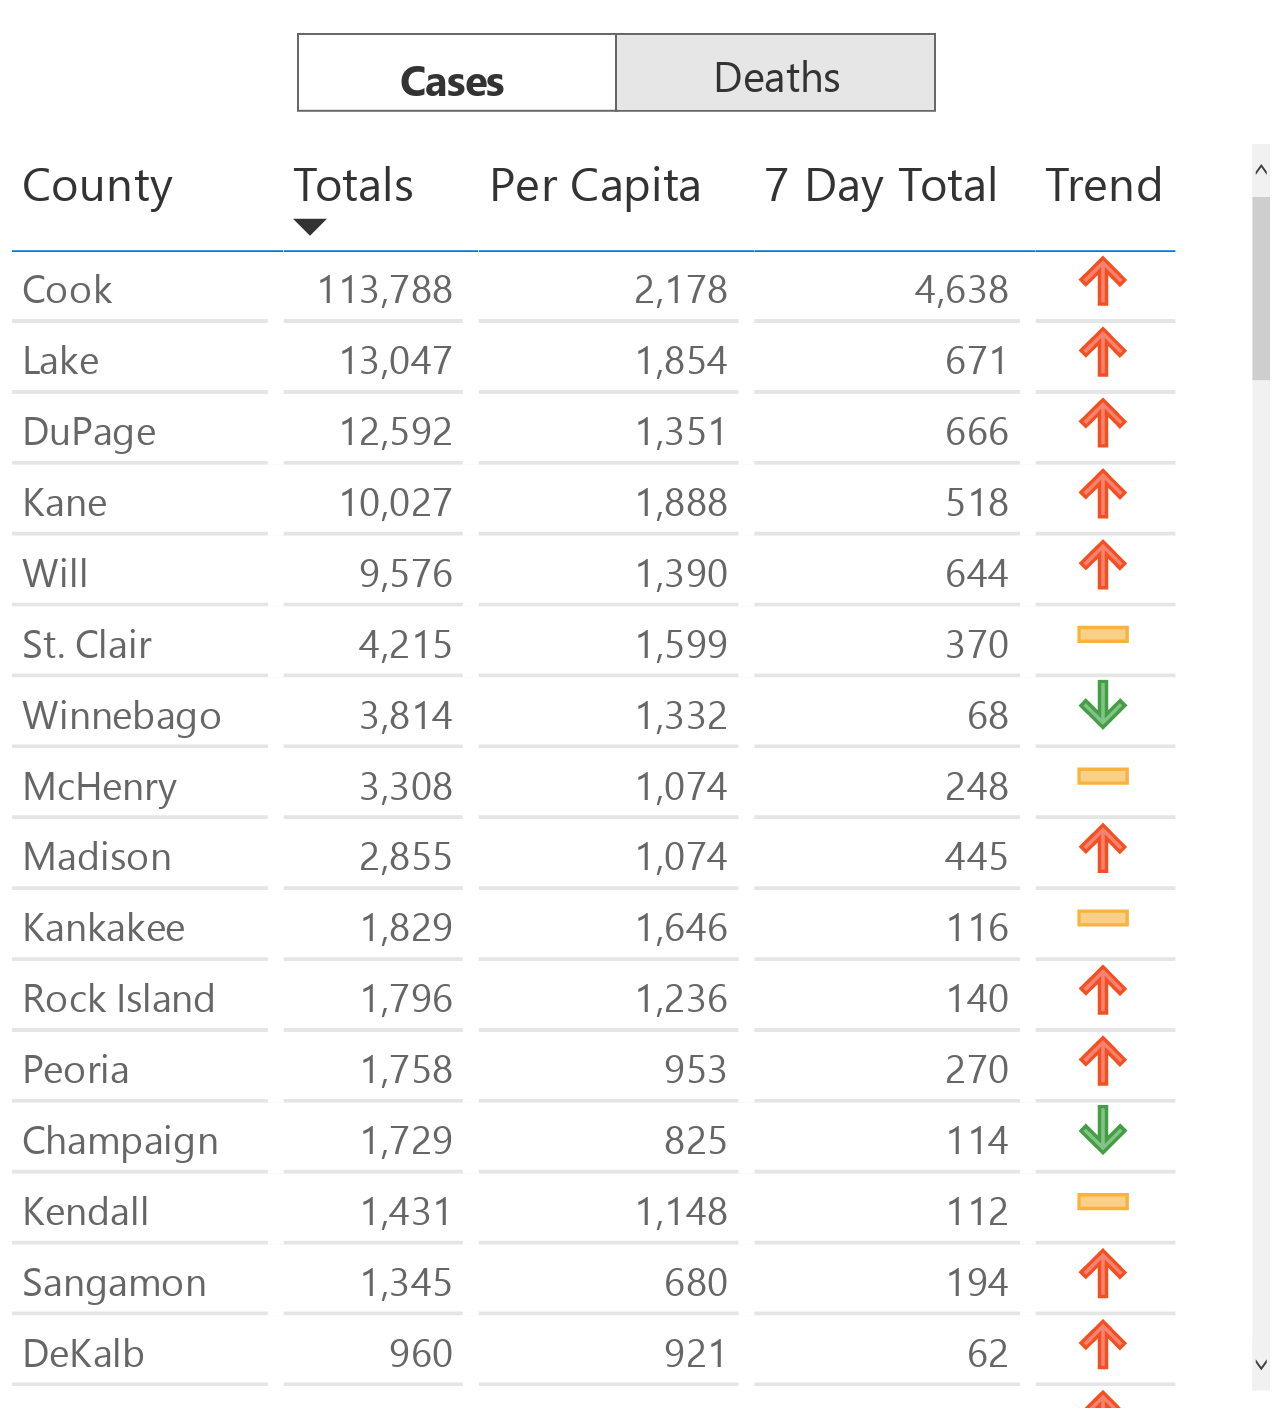 Cases Deaths
County Totals Per Capita 7 Day Total Trend
Cook 113,788 2,178 4,638
Lake 13,047 1,854 671
DuPage 12,592 1,351 666
Kane 10,027 1,888 518
Will 9,576 1,390 644
St. Clair 4,215 1,599 370
Winnebago 3,814 1,332 68
McHenry 3,308 1,074 248
Madison 2,855 1,074 445
Kankakee 1,829 1,646 116
Rock Island 1,796 1,236 140
Peoria 1,758 953 270
Champaign 1,729 825 114
Kendall 1,431 1,148 112
Sangamon 1,345 680 194
DeKalb 960 921 62